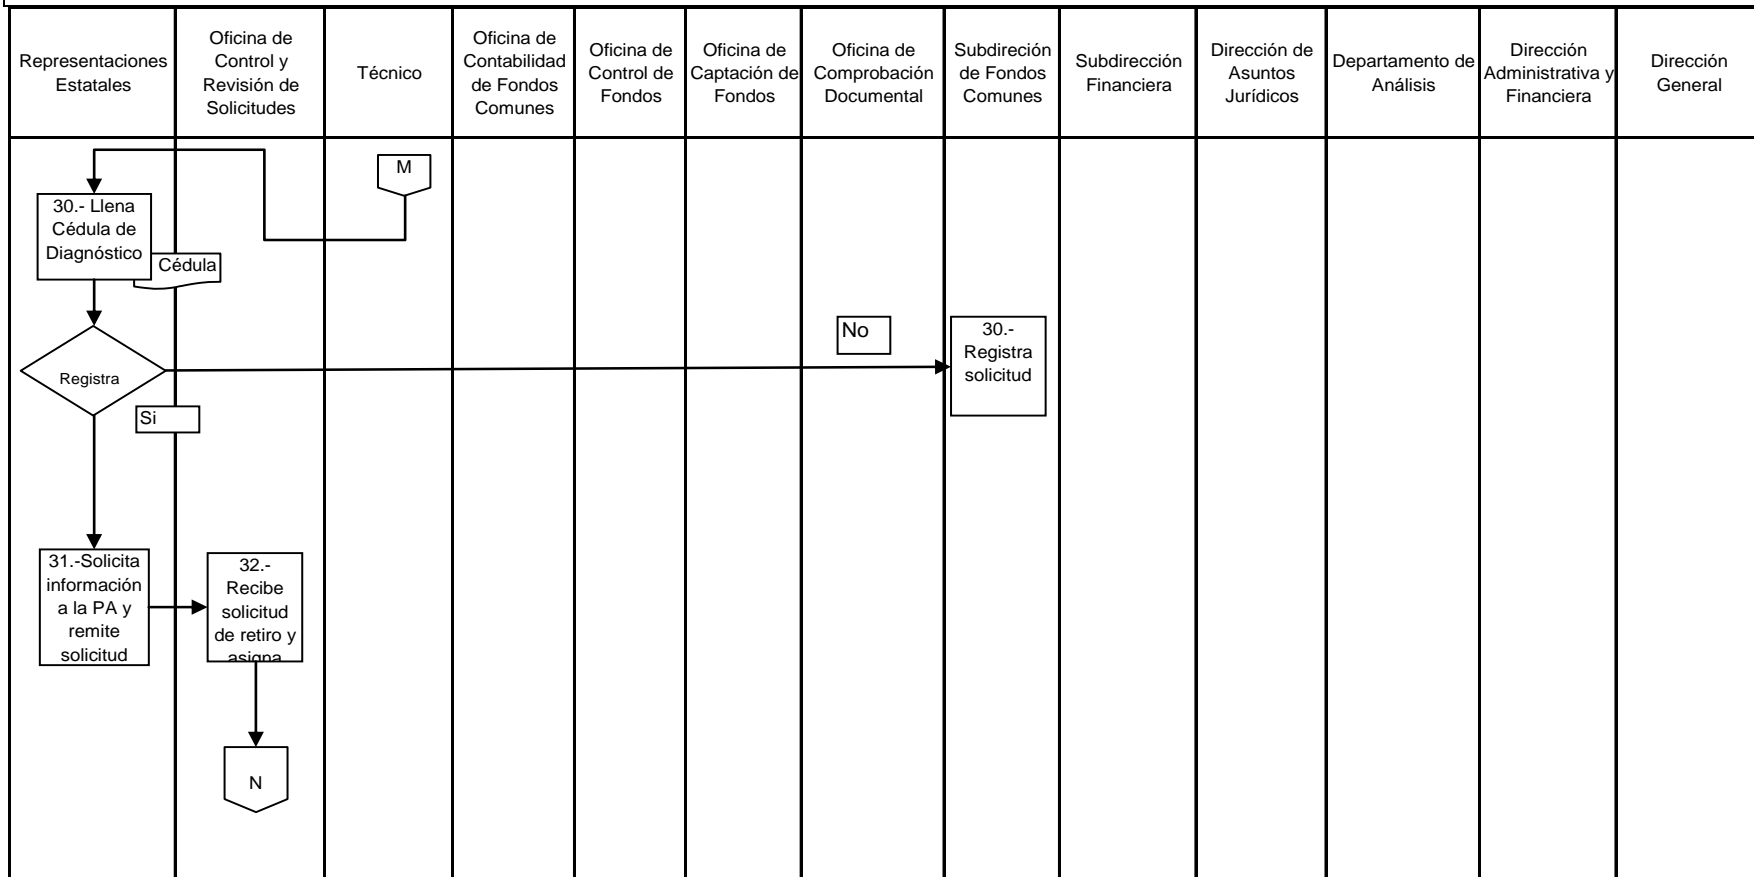 Representaciones
Estatales
Oficina de
Control y
Revisión de
Solicitudes
Técnico
Oficina de
Contabilidad
de Fondos
Comunes
Oficina de
Control de
Fondos
Oficina de
Captación de
Fondos
Oficina de
Comprobación
Documental
Subdireción
de Fondos
Comunes
Subdirección
Financiera
Dirección de
Asuntos
Jurídicos
Departamento de
Análisis
Dirección
Administrativa y
Financiera
Dirección
General
M
30.- Llena
Cédula de
Diagnóstico
Cédula
Registra
No
30.-
Registra
solicitud
Si
31.-Solicita
información
a la PA y
remite
solicitud
32.-
Recibe
solicitud
de retiro y
asigna
N